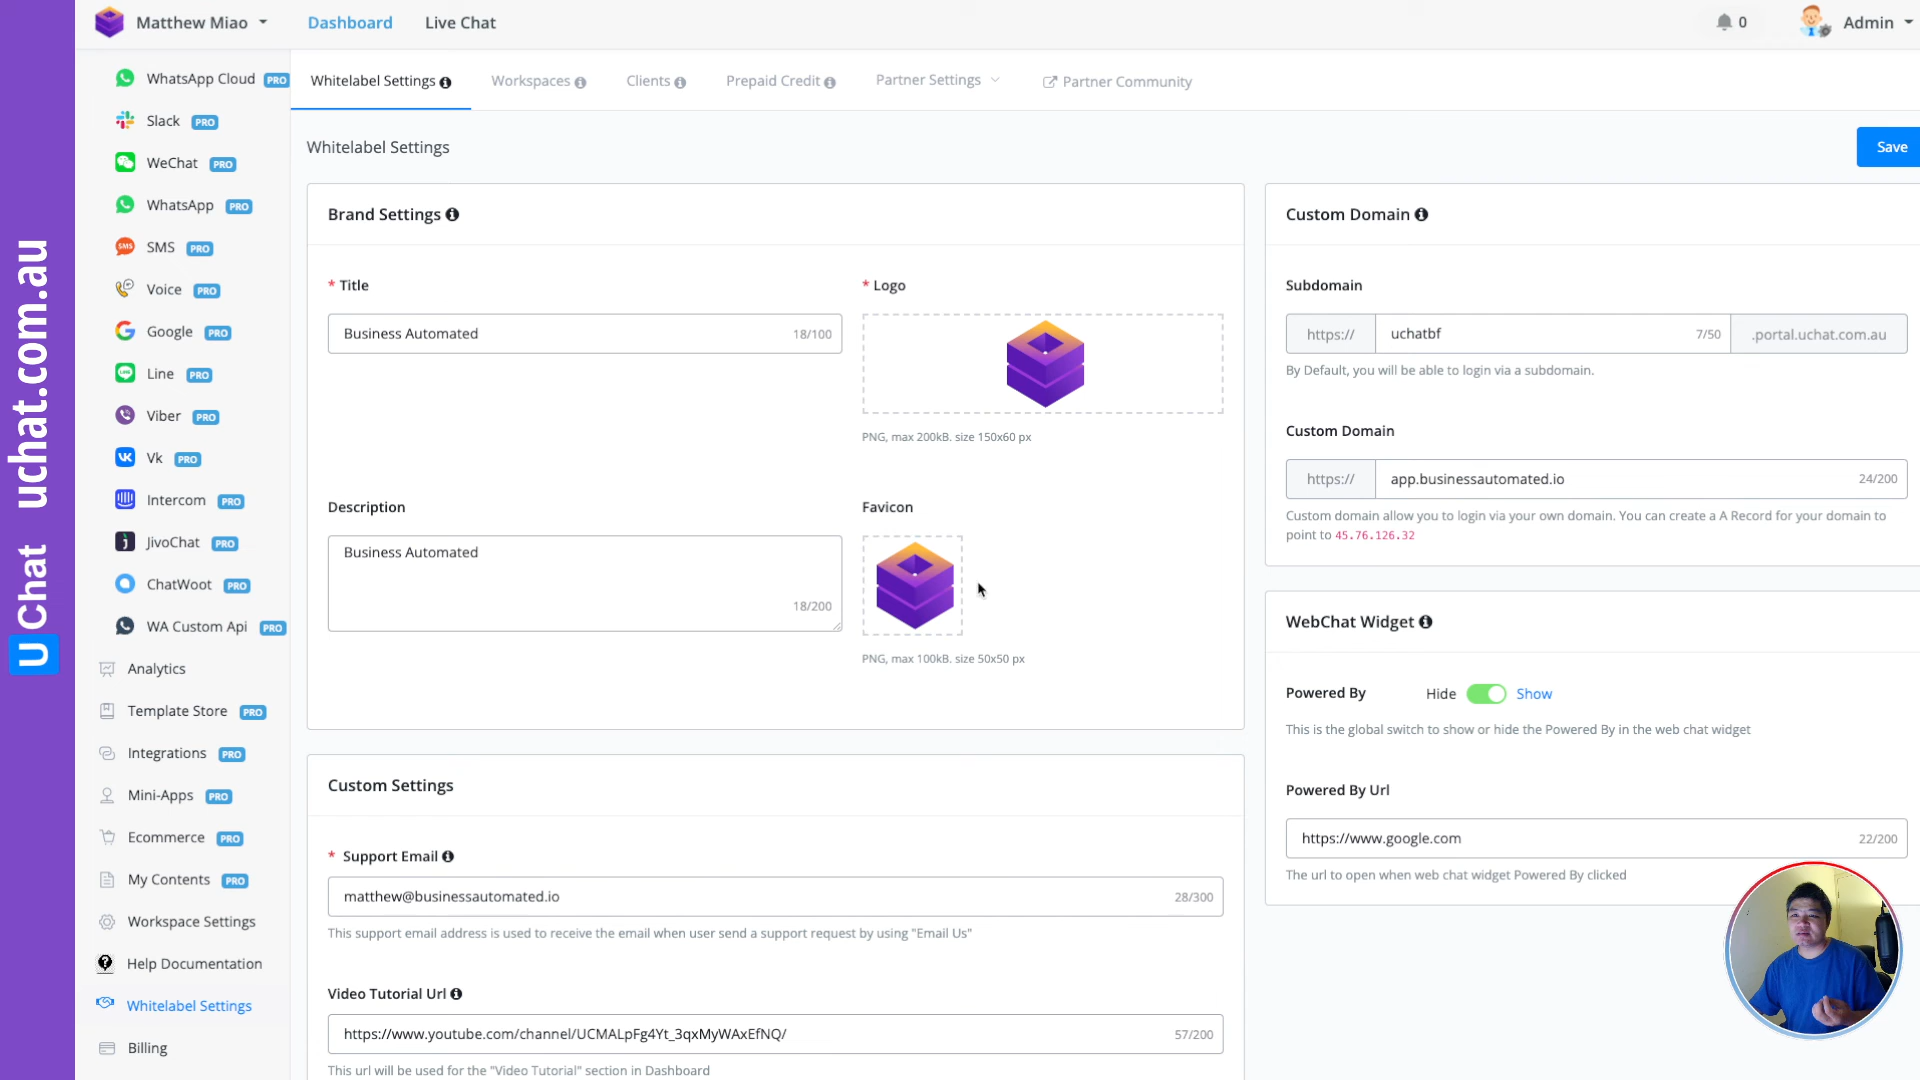 UChat uchat.com.au
Matthew Miao
Dashboard
Live Chat
0
Admin
WhatsApp Cloud PRO
Slack PRO
WeChat PRO
WhatsApp PRO
SMS SMS PRO
Voice PRO
Google PRO
LINE Line PRO
Viber PRO
Vk PRO
Intercom PRO
JivoChat PRO
ChatWoot PRO
WA Custom Api PRO
Analytics
Template Store PRO
Integrations PRO
Mini-Apps PRO
Ecommerce PRO
My Contents PRO
Workspace Settings
Help Documentation
Whitelabel Settings
Billing
Whitelabel Settings
Workspaces
Clients
Prepaid Credit
Partner Settings
Partner Community
Whitelabel Settings
Save
Brand Settings
* Title
Business Automated 18/100
* Logo
PNG, max 200kB. size 150x60 px
Description
Business Automated
18/200
Favicon
PNG, max 100kB. size 50x50 px
Custom Settings
* Support Email
matthew@businessautomated.io 28/300
This support email address is used to receive the email when user send a support request by using "Email Us"
Video Tutorial Url
https://www.youtube.com/channel/UCMALpFg4Yt_3qxMyWAxEfNQ/ 57/200
This url will be used for the "Video Tutorial" section in Dashboard
Custom Domain
Subdomain
https:// uchatbf 7/50 .portal.uchat.com.au
By Default, you will be able to login via a subdomain.
Custom Domain
https:// app.businessautomated.io 24/200
Custom domain allow you to login via your own domain. You can create a A Record for your domain to
point to 45.76.126.32
WebChat Widget
Powered By Hide Show
This is the global switch to show or hide the Powered By in the web chat widget
Powered By Url
https://www.google.com 22/200
The url to open when web chat widget Powered By clicked